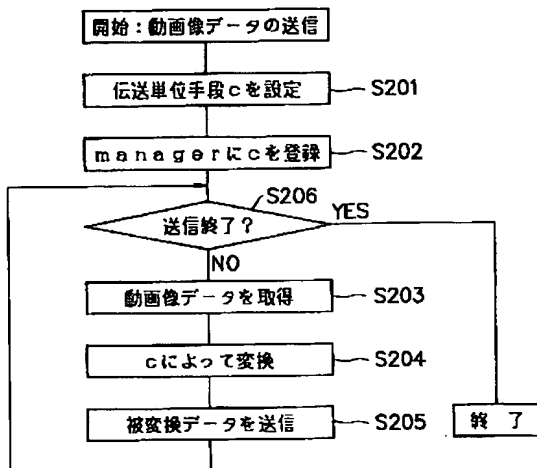 開始：動画像データの送信
伝送単位手段cを設定
S201
managerにcを登録
S202
S206
送信終了？
YES
NO
動画像データを取得
S203
cによって変換
S204
被変換データを送信
S205
終 了